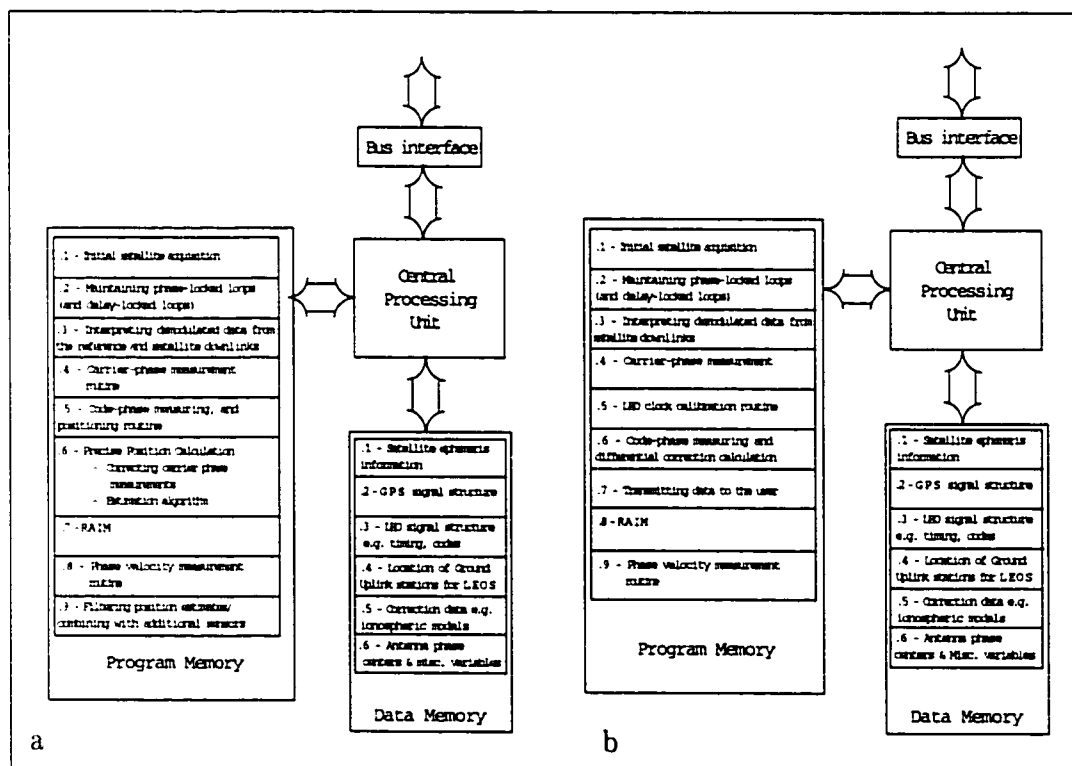 Bus interface
Central
Processing
Unit
.1 - Initial satellite aquisition
.2 - Maintaining phase-locked loops
(and delay-locked loops)
.3 - Interpreting demodulated data from
the reference and satellite downlinks
.4 - Carrier-phase measurement
routine
.5 - Code-phase measuring, and
positioning routine
.6 - Precise Position Calculation
- Correcting carrier phase
measurements
- Estimation algorithm
.7 - RAIM
.8 - Phase velocity measurement
routine
.9 - Filtering position estimates/
combining with additional sensors
Program Memory
.1 - Satellite ephemeris
information
.2 - GPS signal structure
.3 - LEO signal structure
e.g. timing, codes
.4 - Location of Ground
Uplink stations for LEOS
.5 - Correction data e.g.
ionospheric models
.6 - Antenna phase
centers & misc. variables
Data Memory
a
Bus interface
Central
Processing
Unit
.1 - Initial satellite aquisition
.2 - Maintaining phase-locked loops
(and delay-locked loops)
.3 - Interpreting demodulated data from
satellite downlinks
.4 - Carrier-phase measurement
.5 - LEO clock calibration routine
.6 - Code-phase measuring and
differential correction calculation
.7 - Transmitting data to the user
.8 - RAIM
.9 - Phase velocity measurement
routine
Program Memory
.1 - Satellite ephemeris
information
.2 - GPS signal structure
.3 - LEO signal structure
e.g. timing, codes
.4 - Location of Ground
Uplink stations for LEOS
.5 - Correction data e.g.
ionospheric models
.6 - Antenna phase
centers & Misc. variables
Data Memory
b